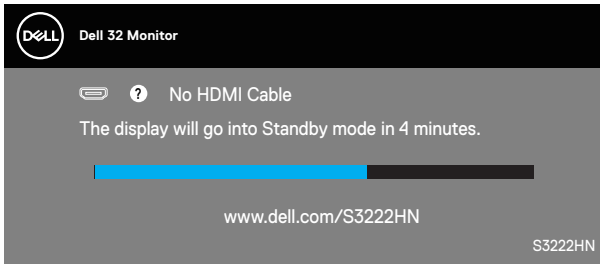 DELL
Dell 32 Monitor
? No HDMI Cable
The display will go into Standby mode in 4 minutes.
www.dell.com/S3222HN
S3222HN